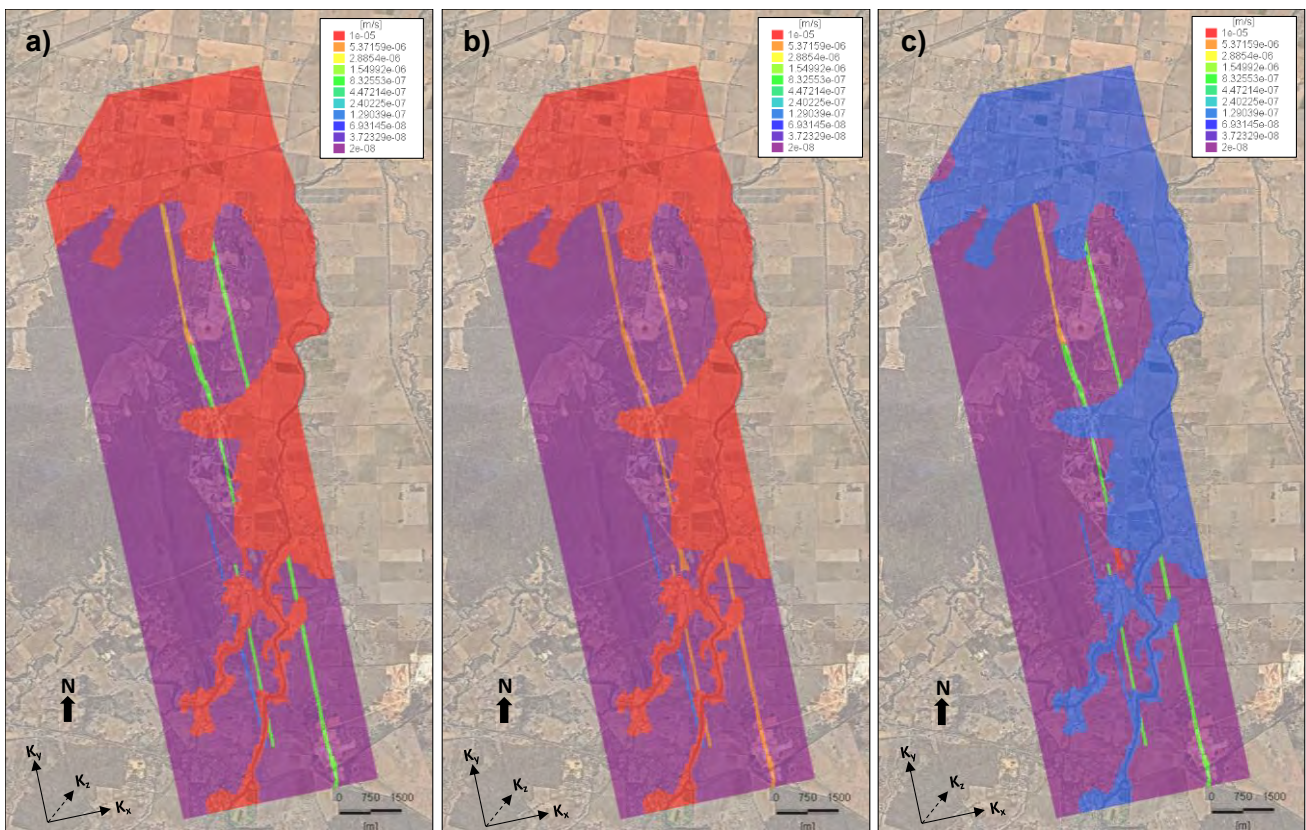 a)
[m/s]
1e-05
5.37159e-06
2.8854e-06
1.54992e-06
8.32553e-07
4.47214e-07
2.40225e-07
1.29039e-07
6.93145e-08
3.72329e-08
2e-08
N
Ky
Kz
Kx
0 750 1500
[m]
b)
[m/s]
1e-05
5.37159e-06
2.8854e-06
1.54992e-06
8.32553e-07
4.47214e-07
2.40225e-07
1.29039e-07
6.93145e-08
3.72329e-08
2e-08
N
Ky
Kz
Kx
0 750 1500
[m]
c)
[m/s]
1e-05
5.37159e-06
2.8854e-06
1.54992e-06
8.32553e-07
4.47214e-07
2.40225e-07
1.29039e-07
6.93145e-08
3.72329e-08
2e-08
N
Ky
Kz
Kx
0 750 1500
[m]